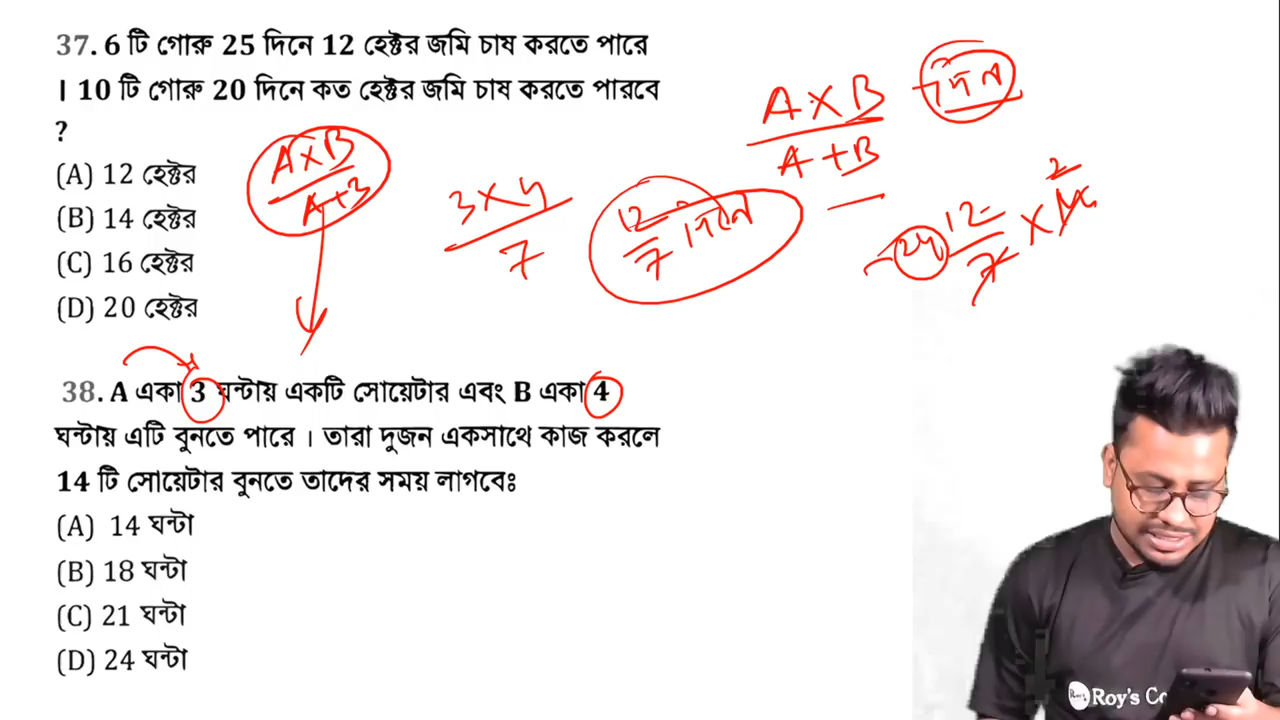 37. 6 টি গোরু 25 দিনে 12 হেক্টর জমি চাষ করতে পারে
। 10 টি গোরু 20 দিনে কত হেক্টর জমি চাষ করতে পারবে
?
(A) 12 হেক্টর
(B) 14 হেক্টর
(C) 16 হেক্টর
(D) 20 হেক্টর
A×B
A+B
3×4
7
12
7 দিনে
A×B
A+B
দিন
24 12
7 ×
2
38. A একা 3 ঘন্টায় একটি সোয়েটার এবং B একা 4
ঘন্টায় এটি বুনতে পারে । তারা দুজন একসাথে কাজ করলে
14 টি সোয়েটার বুনতে তাদের সময় লাগবেঃ
(A) 14 ঘন্টা
(B) 18 ঘন্টা
(C) 21 ঘন্টা
(D) 24 ঘন্টা
Roy's